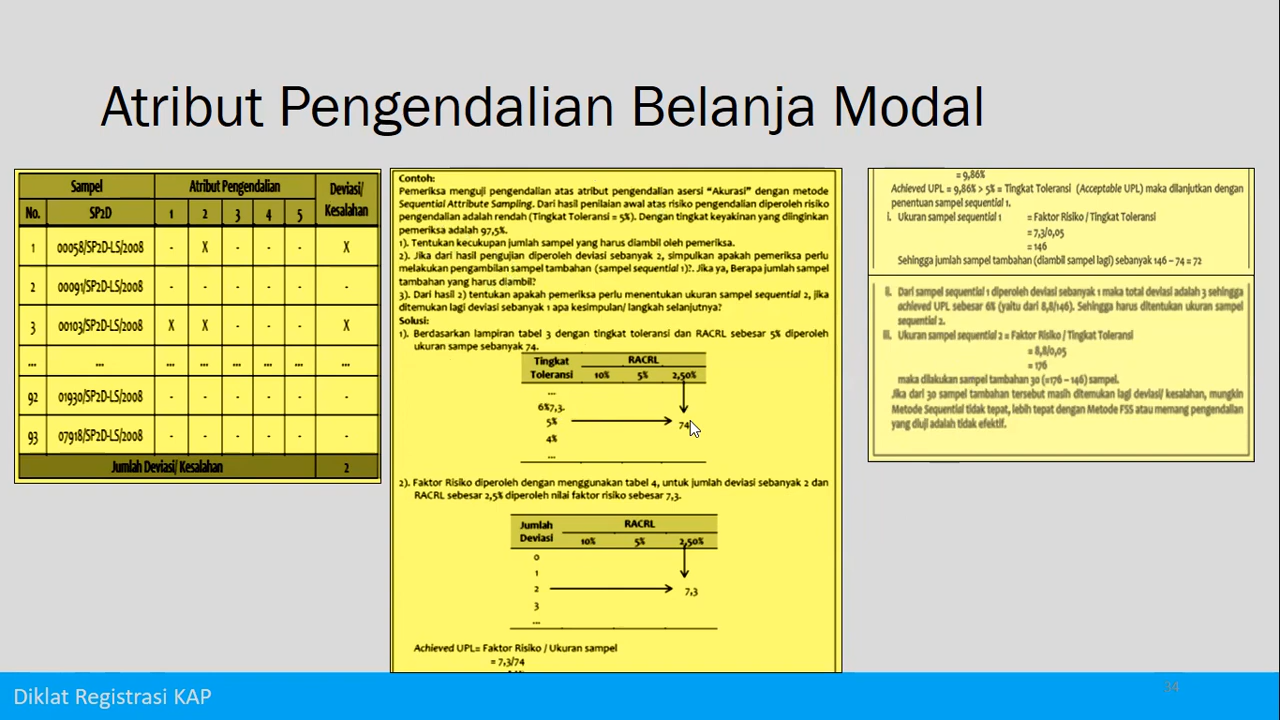 Atribut Pengendalian Belanja Modal
Sampel Atribut Pengendalian Deviasi/ Kesalahan
No. SP2D 1 2 3 4 5
1 00058/SP2D-LS/2008 - X - - - X
2 00091/SP2D-LS/2008 - - - - - -
3 00103/SP2D-LS/2008 X X - - - X
... ... ... ... ... ... ... ...
92 01930/SP2D-LS/2008 - - - - - -
93 07918/SP2D-LS/2008 - - - - - -
Jumlah Deviasi/ Kesalahan 2
Contoh:
Pemeriksa menguji pengendalian atas atribut pengendalian asersi “Akurasi” dengan metode
Sequential Attribute Sampling. Dari hasil penilaian awal atas risiko pengendalian diperoleh risiko
pengendalian adalah rendah (Tingkat Toleransi = 5%). Dengan tingkat keyakinan yang diinginkan
pemeriksa adalah 97,5%.
1). Tentukan kecukupan jumlah sampel yang harus diambil oleh pemeriksa.
2). Jika dari hasil pengujian diperoleh deviasi sebanyak 2, simpulkan apakah pemeriksa perlu
melakukan pengambilan sampel tambahan (sampel sequential 1)?. Jika ya, Berapa jumlah sampel
tambahan yang harus diambil?
3). Dari hasil 2) tentukan apakah pemeriksa perlu menentukan ukuran sampel sequential 2, jika
ditemukan lagi deviasi sebanyak 1 apa kesimpulan/ langkah selanjutnya?
Solusi:
1). Berdasarkan lampiran tabel 3 dengan tingkat toleransi dan RACRL sebesar 5% diperoleh
ukuran sampe sebanyak 74.
Tingkat RACRL
Toleransi 10% 5% 2,50%
...
6%7,3.
5% 74
4%
...
2). Faktor Risiko diperoleh dengan menggunakan tabel 4, untuk jumlah deviasi sebanyak 2 dan
RACRL sebesar 2,5% diperoleh nilai faktor risiko sebesar 7,3.
Jumlah RACRL
Deviasi 10% 5% 2,50%
0
1
2 7,3
3
...
Achieved UPL= Faktor Risiko / Ukuran sampel
= 7,3/74
= 9,86%
Achieved UPL = 9,86% > 5% = Tingkat Toleransi (Acceptable UPL) maka dilanjutkan dengan
penentuan sampel sequential 1.
i. Ukuran sampel sequential 1 = Faktor Risiko / Tingkat Toleransi
= 7,3/0,05
= 146
Sehingga jumlah sampel tambahan (diambil sampel lagi) sebanyak 146 – 74 = 72
ii. Dari sampel sequential 1 diperoleh deviasi sebanyak 1 maka total deviasi adalah 3 sehingga
achieved UPL sebesar 6% (yaitu dari 8,8/146). Sehingga harus ditentukan ukuran sampel
sequential 2.
iii. Ukuran sampel sequential 2 = Faktor Risiko / Tingkat Toleransi
= 8,8/0,05
= 176
maka dilakukan sampel tambahan 30 (=176 – 146) sampel.
Jika dari 30 sampel tambahan tersebut masih ditemukan lagi deviasi/ kesalahan, mungkin
Metode Sequential tidak tepat, lebih tepat dengan Metode FSS atau memang pengendalian
yang diuji adalah tidak efektif.
Diklat Registrasi KAP
34